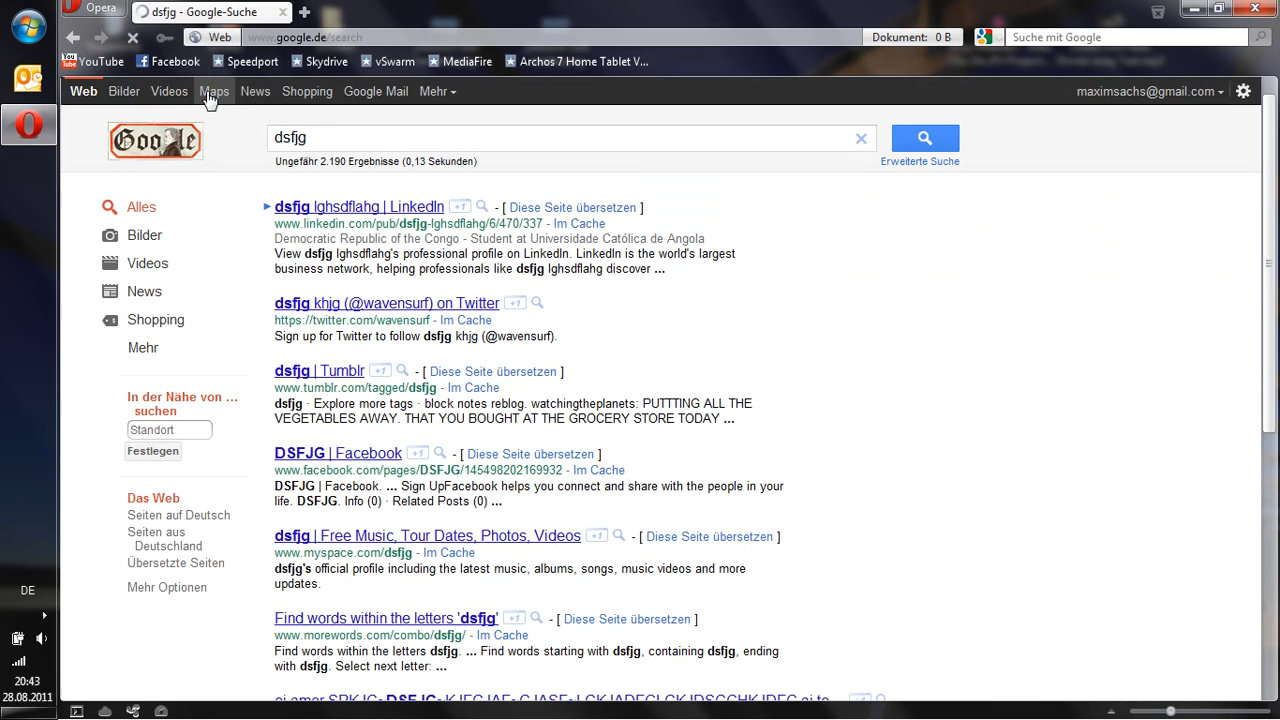 Opera
dsfjg - Google-Suche
Web
www.google.de/search
Dokument: 0 B
Suche mit Google
YouTube
Facebook
Speedport
Skydrive
vSwarm
MediaFire
Archos 7 Home Tablet V...
Web Bilder Videos Maps News Shopping Google Mail Mehr
maximsachs@gmail.com
Google
dsfjg
Ungefähr 2.190 Ergebnisse (0,13 Sekunden)
Erweiterte Suche
Alles
Bilder
Videos
News
Shopping
Mehr
In der Nähe von ...
suchen
Standort
Festlegen
Das Web
Seiten auf Deutsch
Seiten aus
Deutschland
Übersetzte Seiten
Mehr Optionen
dsfjg lghsdflahg | LinkedIn +1 - [ Diese Seite übersetzen ]
www.linkedin.com/pub/dsfjg-lghsdflahg/6/470/337 - Im Cache
Democratic Republic of the Congo - Student at Universidade Católica de Angola
View dsfjg lghsdflahg's professional profile on LinkedIn. LinkedIn is the world's largest
business network, helping professionals like dsfjg lghsdflahg discover ...
dsfjg khjg (@wavensurf) on Twitter +1
https://twitter.com/wavensurf - Im Cache
Sign up for Twitter to follow dsfjg khjg (@wavensurf).
dsfjg | Tumblr +1 - [ Diese Seite übersetzen ]
www.tumblr.com/tagged/dsfjg - Im Cache
dsfjg · Explore more tags · block notes reblog. watchingtheplanets: PUTTTING ALL THE
VEGETABLES AWAY. THAT YOU BOUGHT AT THE GROCERY STORE TODAY ...
DSFJG | Facebook +1 - [ Diese Seite übersetzen ]
www.facebook.com/pages/DSFJG/145498202169932 - Im Cache
DSFJG | Facebook. ... Sign UpFacebook helps you connect and share with the people in your
life. DSFJG. Info (0) · Related Posts (0) ...
dsfjg | Free Music, Tour Dates, Photos, Videos +1 - [ Diese Seite übersetzen ]
www.myspace.com/dsfjg - Im Cache
dsfjg's official profile including the latest music, albums, songs, music videos and more
updates.
Find words within the letters 'dsfjg' +1 - [ Diese Seite übersetzen ]
www.morewords.com/combo/dsfjg/ - Im Cache
Find words within the letters dsfjg. ... Find words starting with dsfjg, containing dsfjg, ending
with dsfjg. Select next letter: ...
DE
20:43
28.08.2011